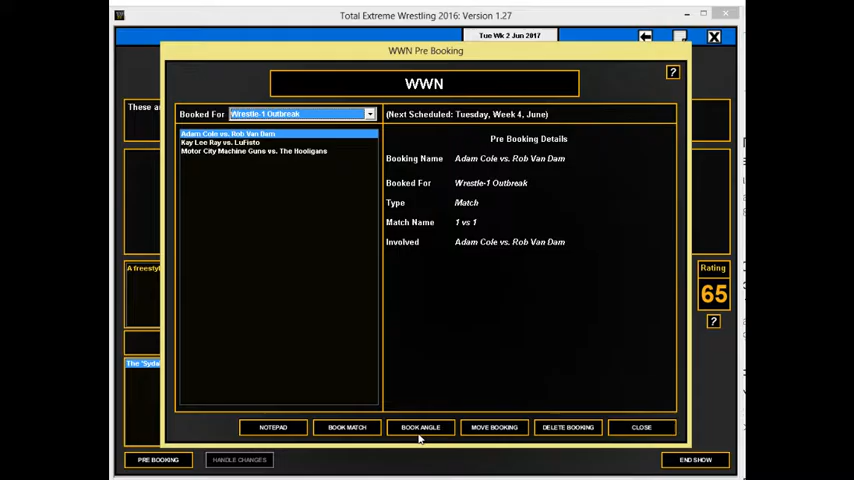 Total Extreme Wrestling 2016: Version 1.27
Tue Wk 2 Jun 2017
WWN Pre Booking
WWN
?
These ar
Booked For Wrestle-1 Outbreak
(Next Scheduled: Tuesday, Week 4, June)
Adam Cole vs. Rob Van Dam
Kay Lee Ray vs. LuFisto
Motor City Machine Guns vs. The Hooligans
Pre Booking Details
Booking Name Adam Cole vs. Rob Van Dam
Booked For Wrestle-1 Outbreak
Type Match
Match Name 1 vs 1
Involved Adam Cole vs. Rob Van Dam
A freesty
Rating
65
?
The 'Syda
NOTEPAD BOOK MATCH BOOK ANGLE MOVE BOOKING DELETE BOOKING CLOSE
PRE BOOKING HANDLE CHANGES END SHOW